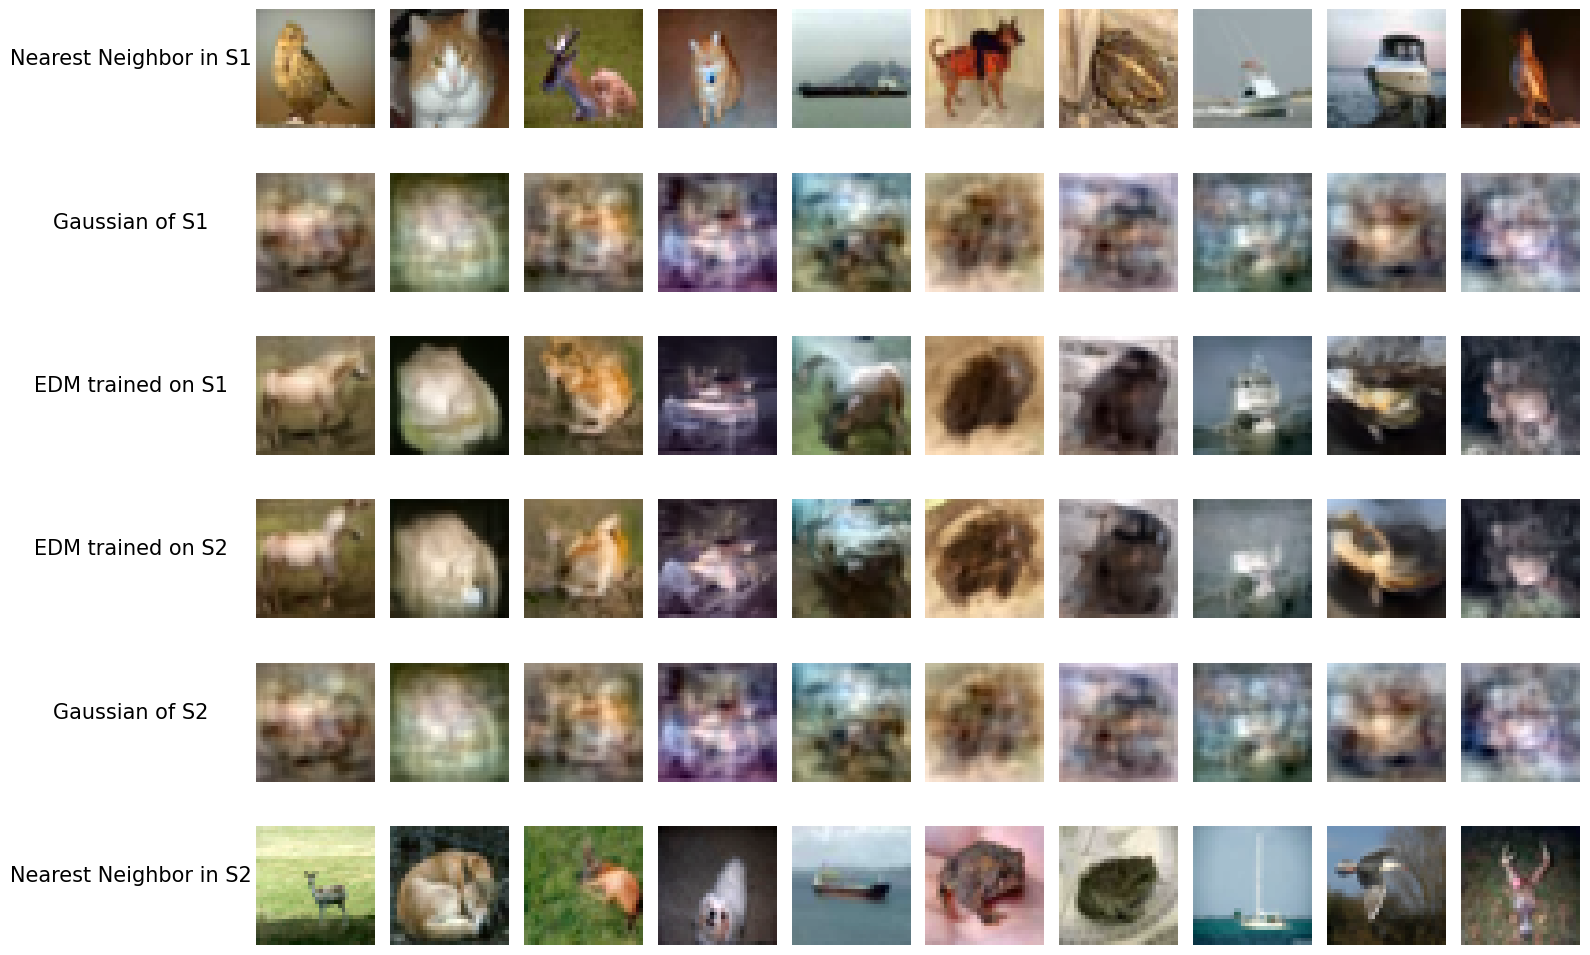 Nearest Neighbor in S1
Gaussian of S1
EDM trained on S1
EDM trained on S2
Gaussian of S2
Nearest Neighbor in S2